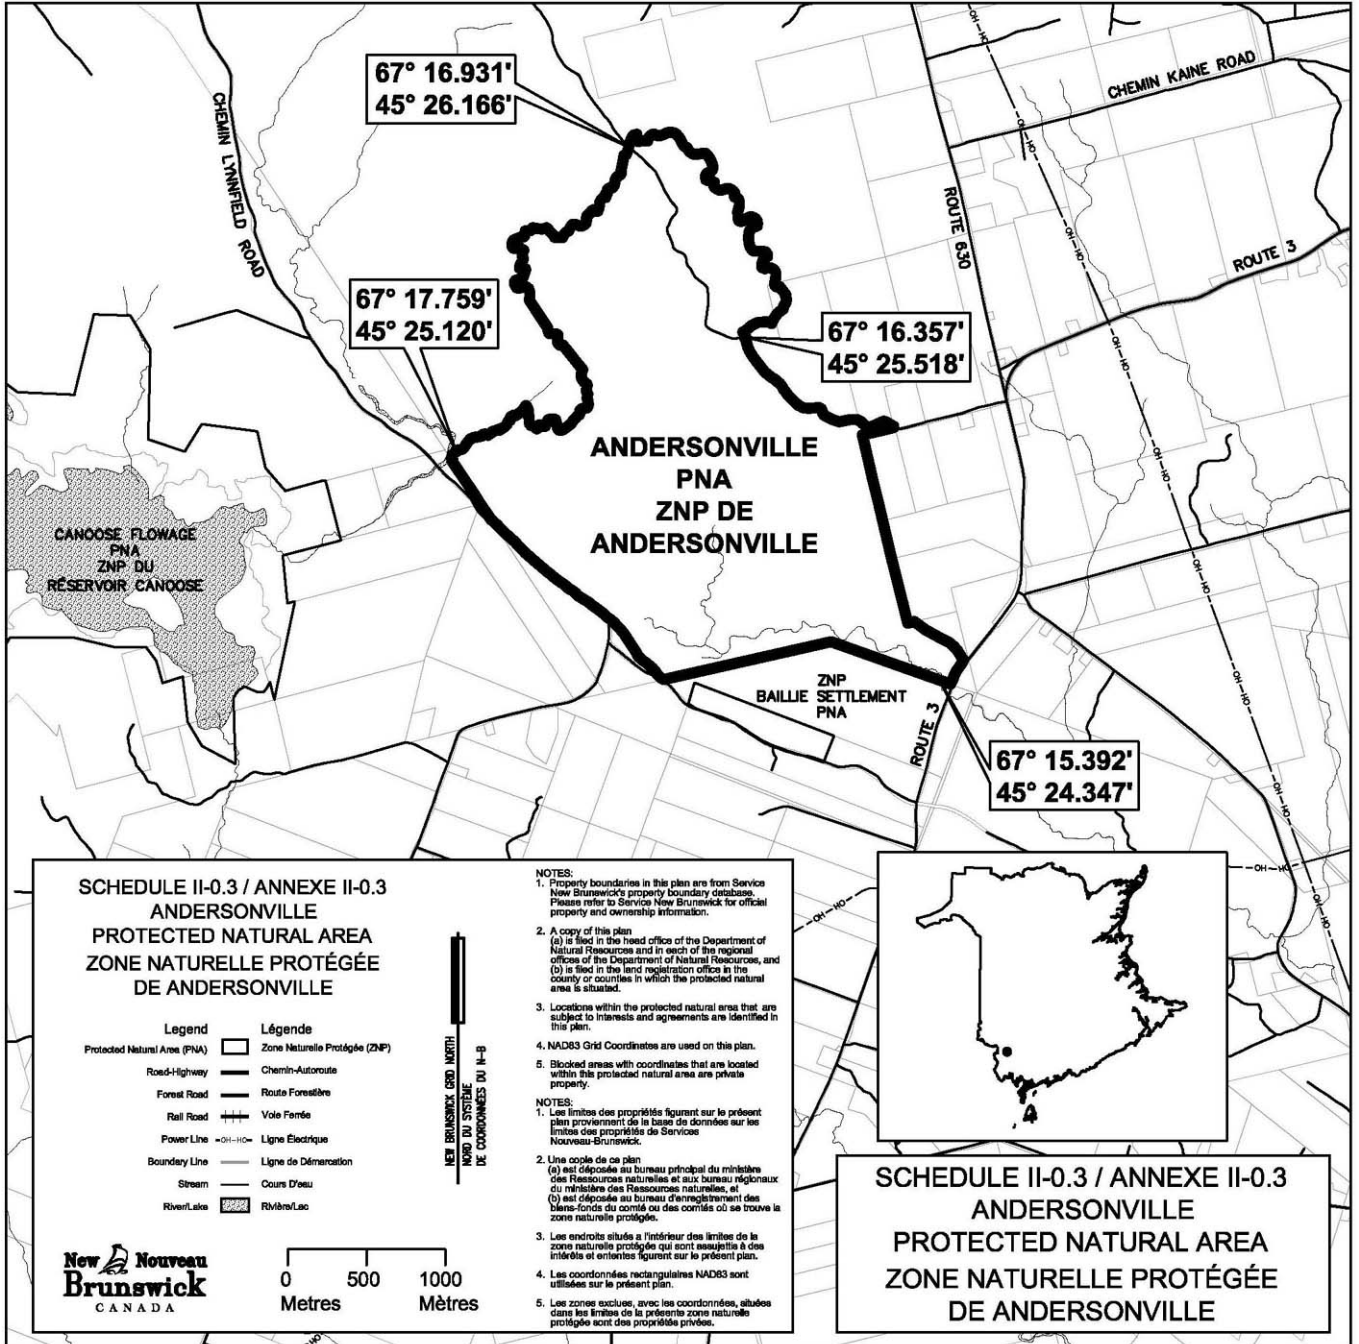 67° 16.931'
45° 26.166'
CHEMIN LYNNFIELD ROAD
CHEMIN KAINE ROAD
ROUTE 630
ROUTE 3
67° 17.759'
45° 25.120'
67° 16.357'
45° 25.518'
ANDERSONVILLE
PNA
ZNP DE
ANDERSONVILLE
CANOOSE FLOWAGE
PNA
ZNP DU
RÉSERVOIR CANOOSE
ZNP
BAILLIE SETTLEMENT
PNA
ROUTE 3
67° 15.392'
45° 24.347'
SCHEDULE II-0.3 / ANNEXE II-0.3
ANDERSONVILLE
PROTECTED NATURAL AREA
ZONE NATURELLE PROTÉGÉE
DE ANDERSONVILLE
Legend Légende
Protected Natural Area (PNA) Zone Naturelle Protégée (ZNP)
Road-Highway Chemin-Autoroute
Forest Road Route Forestière
Rail Road Voie Ferrée
Power Line -OH-HO- Ligne Électrique
Boundary Line Ligne de Démarcation
Stream Cours D'eau
River/Lake Rivière/Lac
NEW BRUNSWICK GRID NORTH
NORD DU SYSTÈME
DE COORDONNÉES DU N-B
New Nouveau
Brunswick
CANADA
0 500 1000
Metres Mètres
NOTES:
1. Property boundaries in this plan are from Service
New Brunswick's property boundary database.
Please refer to Service New Brunswick for official
property and ownership information.
2. A copy of this plan
(a) is filed in the head office of the Department of
Natural Resources and in each of the regional
offices of the Department of Natural Resources, and
(b) is filed in the land registration office in the
county or counties in which the protected natural
area is situated.
3. Locations within the protected natural area that are
subject to interests and agreements are identified in
this plan.
4. NAD83 Grid Coordinates are used on this plan.
5. Blocked areas with coordinates that are located
within this protected natural area are private
property.
NOTES:
1. Les limites des propriétés figurant sur le présent
plan proviennent de la base de données sur les
limites des propriétés de Services
Nouveau-Brunswick.
2. Une copie de ce plan
(a) est déposée au bureau principal du ministère
des Ressources naturelles et aux bureau régionaux
du ministère des Ressources naturelles, et
(b) est déposée au bureau d'enregistrement des
biens-fonds du comté ou des comtés où se trouve la
zone naturelle protégée.
3. Les endroits situés a l'intérieur des limites de la
zone naturelle protégée qui sont assujettis à des
intérêts et ententes figurent sur le présent plan.
4. Les coordonnées rectangulaires NAD83 sont
utilisées sur le présent plan.
5. Les zones exclues, avec les coordonnées, situées
dans les limites de la présente zone naturelle
protégée sont des propriétés privées.
SCHEDULE II-0.3 / ANNEXE II-0.3
ANDERSONVILLE
PROTECTED NATURAL AREA
ZONE NATURELLE PROTÉGÉE
DE ANDERSONVILLE